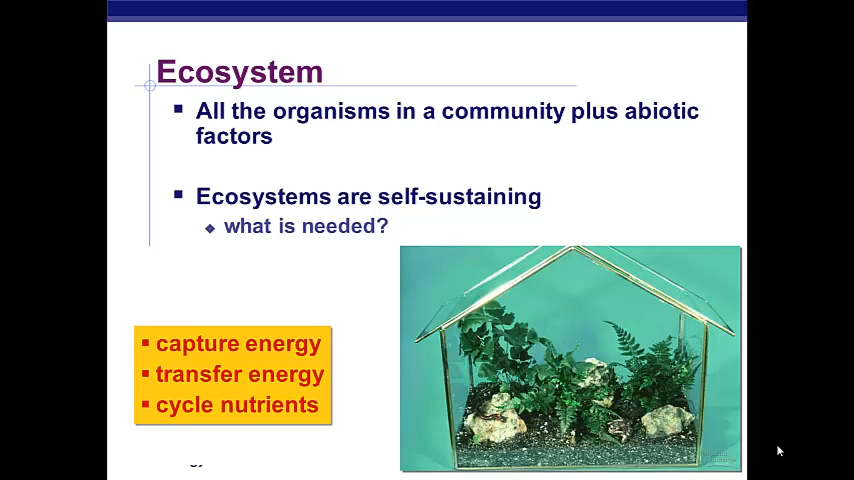 Ecosystem
All the organisms in a community plus abiotic
factors
Ecosystems are self-sustaining
what is needed?
capture energy
transfer energy
cycle nutrients